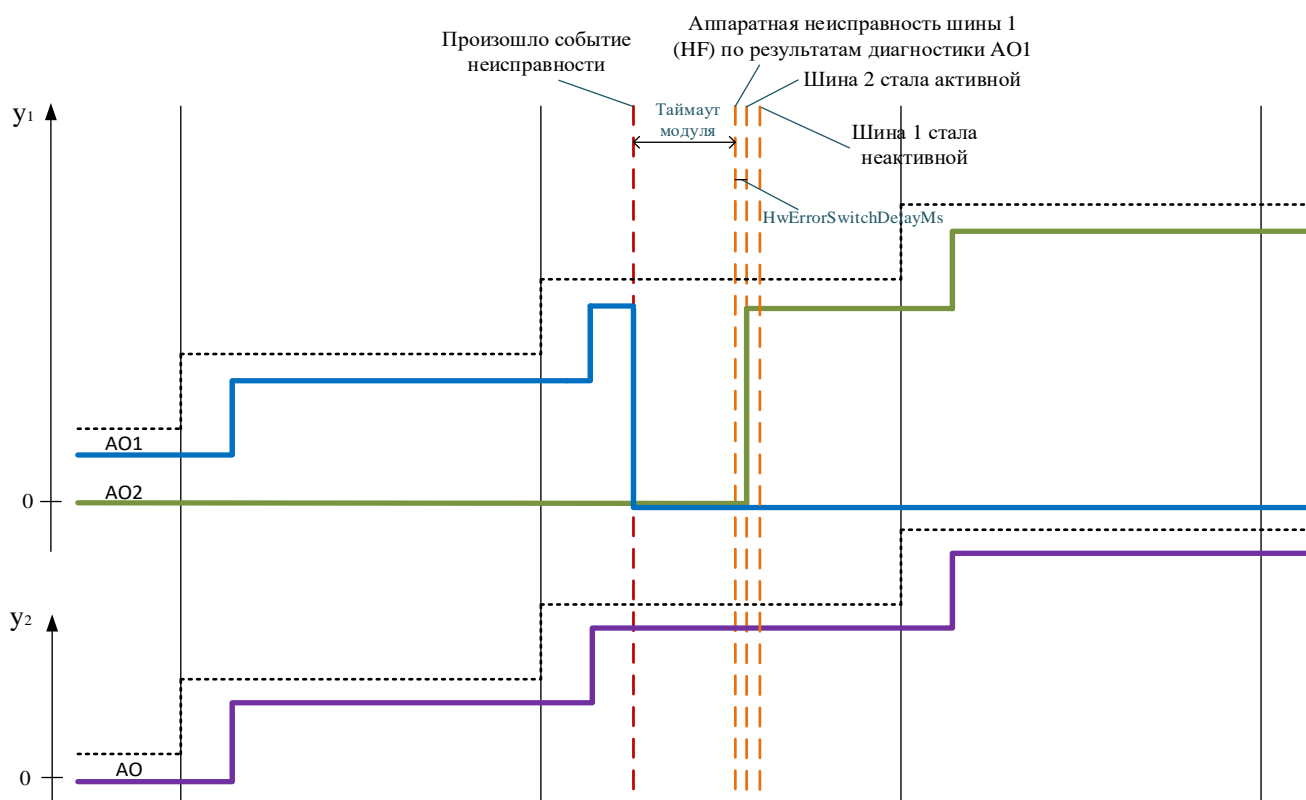 Произошло событие
неисправности
Аппаратная неисправность шины 1
(HF) по результатам диагностики АО1
Шина 2 стала активной
Таймаут
модуля
Шина 1 стала
неактивной
HwErrorSwitchDelayMs
y1
AO1
AO2
0
y2
AO
0